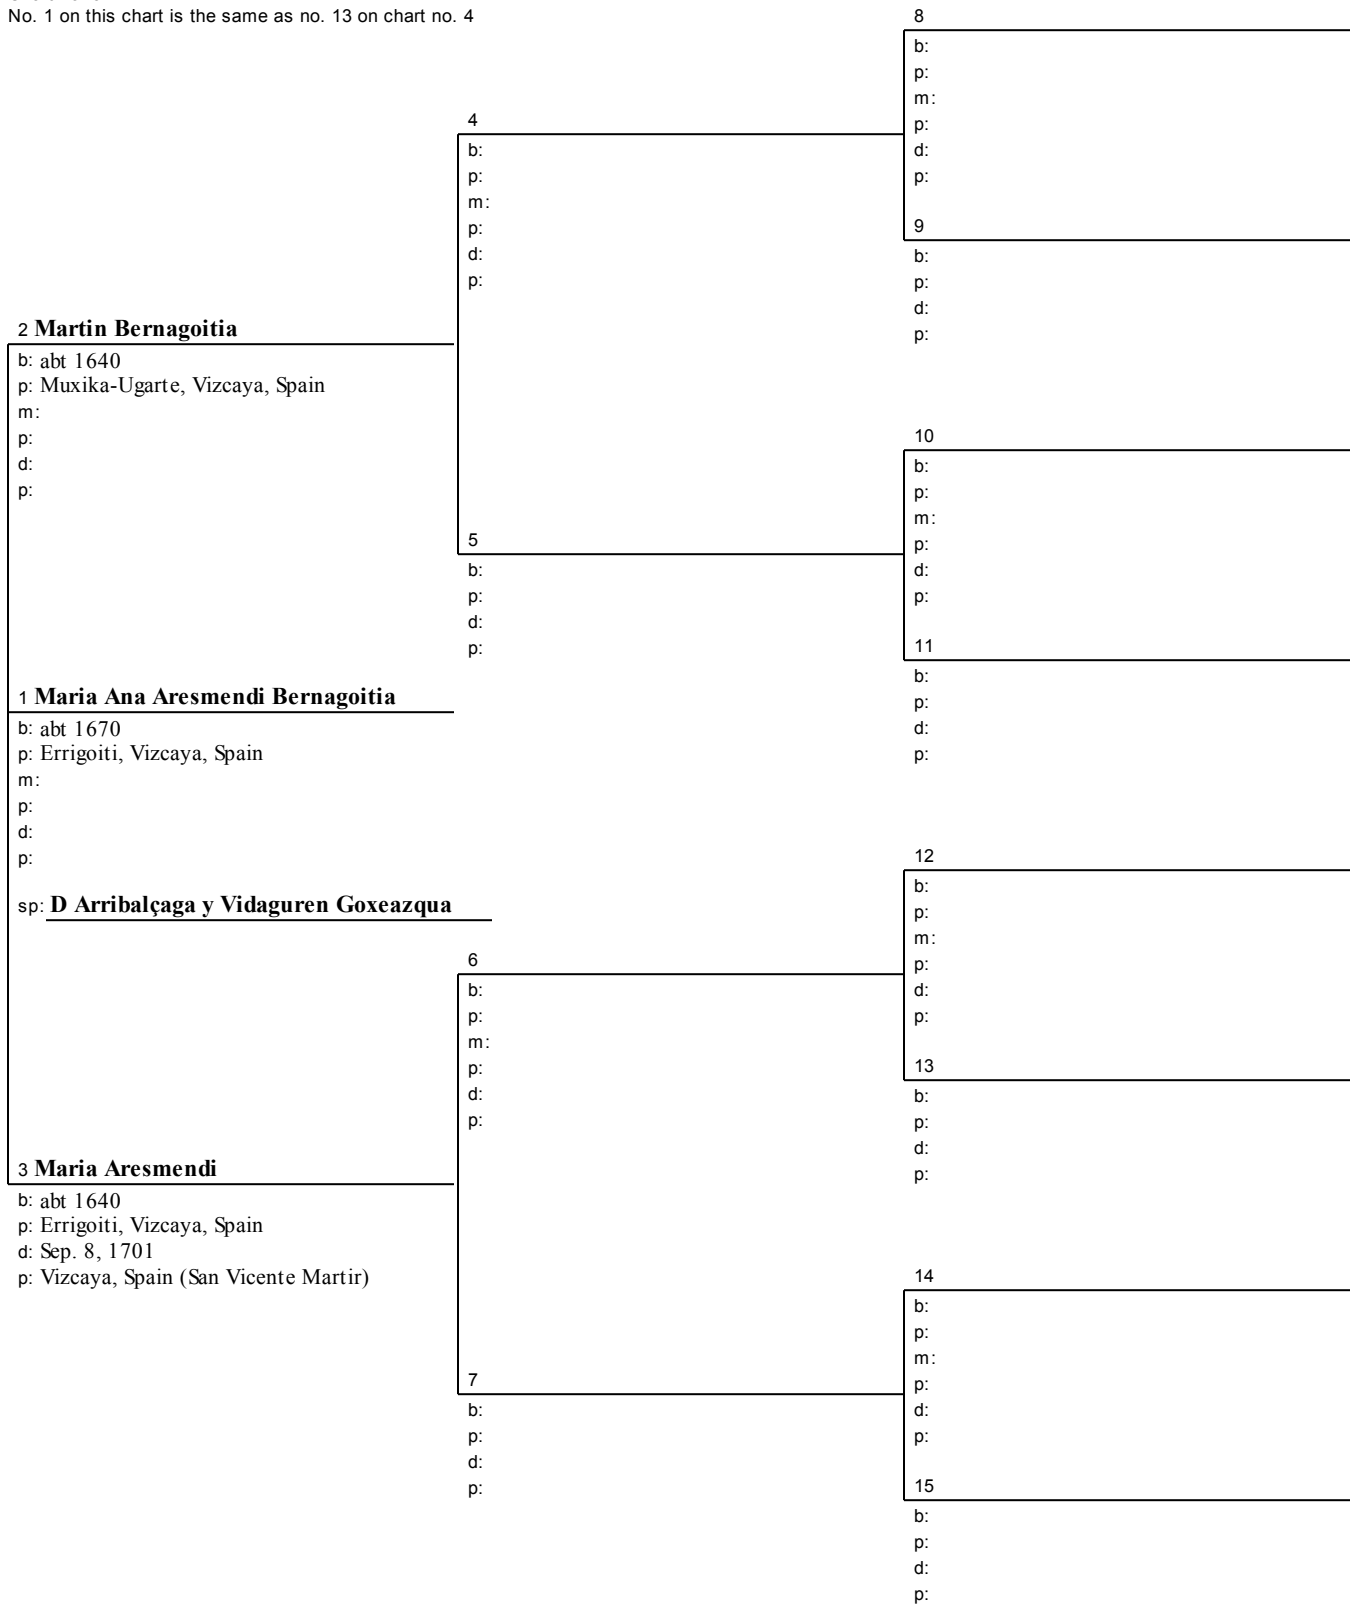 No. 1 on this chart is the same as no. 13 on chart no. 4
8
b:
p:
m:
p:
d:
p:
4
b:
p:
m:
p:
d:
p:
9
b:
p:
d:
p:
2 Martin Bernagoitia
b: abt 1640
p: Muxika-Ugarte, Vizcaya, Spain
m:
p:
d:
p:
10
b:
p:
m:
p:
d:
p:
5
b:
p:
d:
p:
11
b:
p:
d:
p:
1 Maria Ana Aresmendi Bernagoitia
b: abt 1670
p: Errigoiti, Vizcaya, Spain
m:
p:
d:
p:
sp: D Arribalçaga y Vidaguren Goxeazqua
12
b:
p:
m:
p:
d:
p:
6
b:
p:
m:
p:
d:
p:
13
b:
p:
d:
p:
3 Maria Aresmendi
b: abt 1640
p: Errigoiti, Vizcaya, Spain
d: Sep. 8, 1701
p: Vizcaya, Spain (San Vicente Martir)
14
b:
p:
m:
p:
d:
p:
7
b:
p:
d:
p:
15
b:
p:
d:
p: